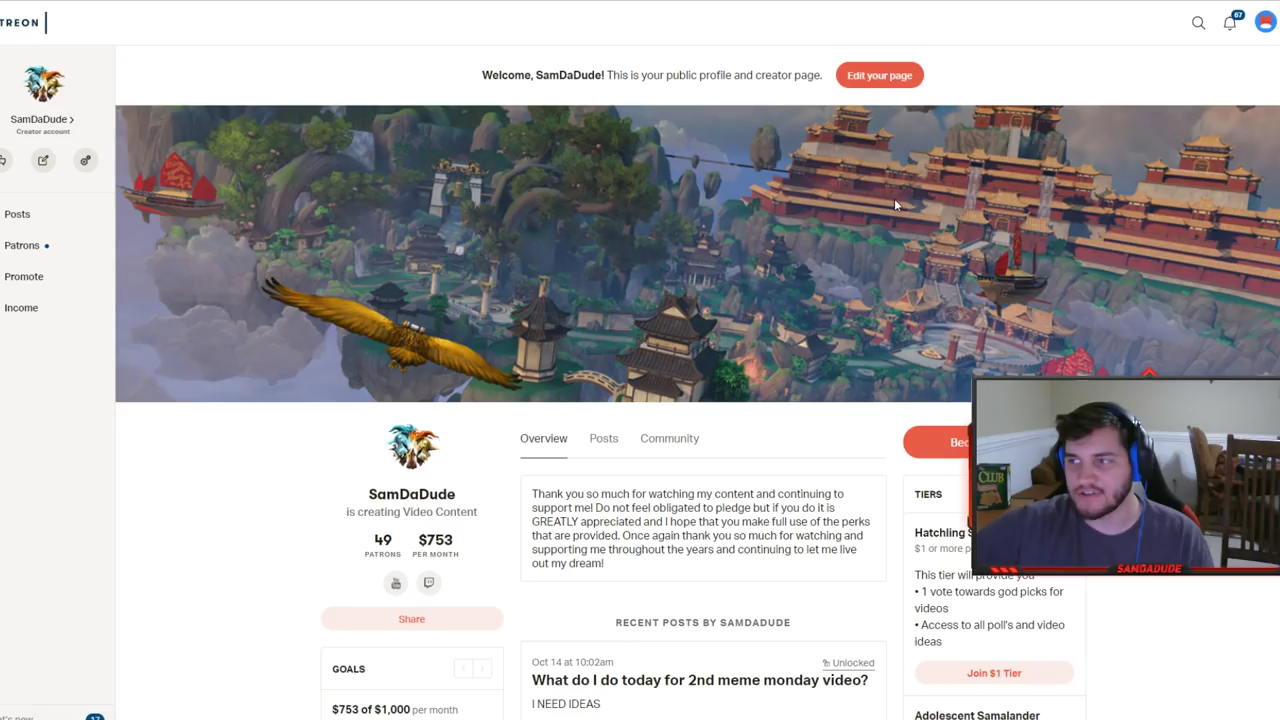 TREON
67
Welcome, SamDaDude! This is your public profile and creator page.
Edit your page
SamDaDude
Creator account
Posts
Patrons
Promote
Income
12
SamDaDude
is creating Video Content
49
PATRONS
$753
PER MONTH
Share
GOALS
$753 of $1,000 per month
Overview
Posts
Community
Thank you so much for watching my content and continuing to
support me! Do not feel obligated to pledge but if you do it is
GREATLY appreciated and I hope that you make full use of the perks
that are provided. Once again thank you so much for watching and
supporting me throughout the years and continuing to let me live
out my dream!
RECENT POSTS BY SAMDADUDE
Oct 14 at 10:02am
Unlocked
What do I do today for 2nd meme monday video?
I NEED IDEAS
TIERS
Hatchling
$1 or more
This tier will provide you
• 1 vote towards god picks for
videos
• Access to all poll's and video
ideas
Join $1 Tier
Adolescent Samalander
CLUB
SAMDADUDE